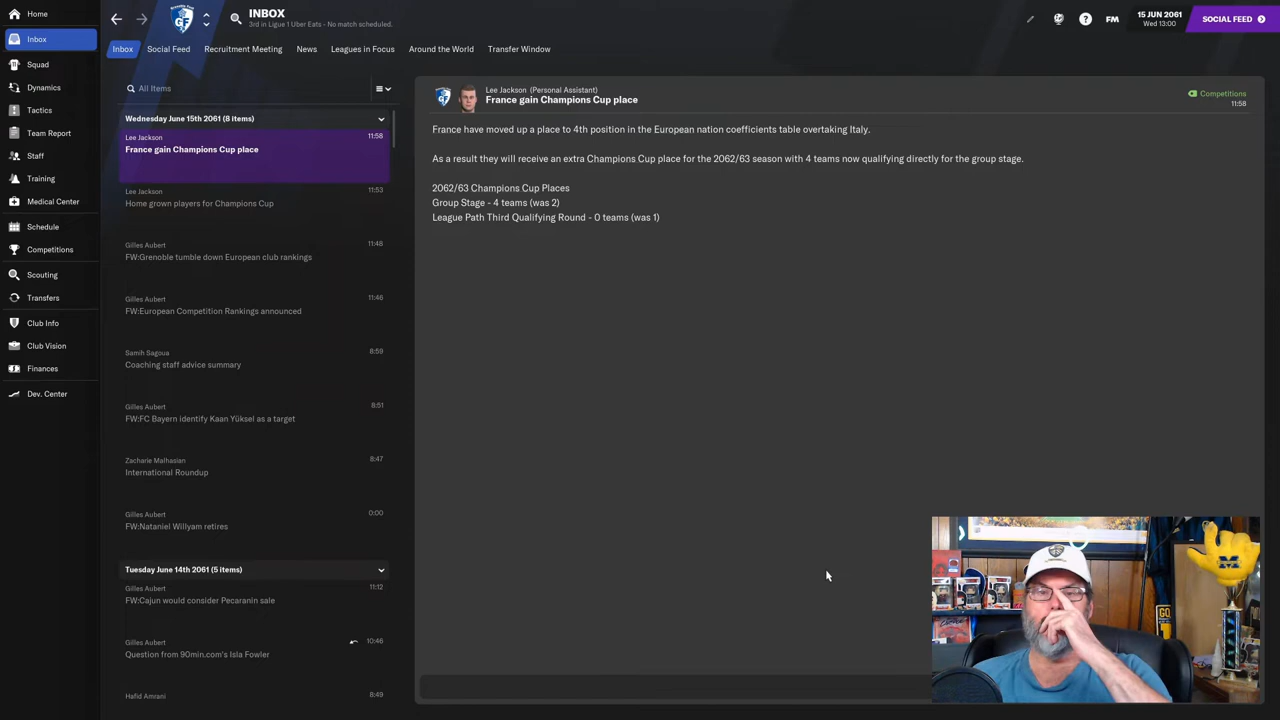 Home
Inbox
Squad
Dynamics
Tactics
Team Report
Staff
Training
Medical Center
Schedule
Competitions
Scouting
Transfers
Club Info
Club Vision
Finances
Dev. Center
INBOX
3rd in Ligue 1 Uber Eats - No match scheduled.
FM
15 JUN 2061
Wed 13:00
SOCIAL FEED
Inbox
Social Feed
Recruitment Meeting
News
Leagues in Focus
Around the World
Transfer Window
All Items
Wednesday June 15th 2061 (8 items)
Lee Jackson
11:58
France gain Champions Cup place
Lee Jackson
11:53
Home grown players for Champions Cup
Gilles Aubert
11:48
FW:Grenoble tumble down European club rankings
Gilles Aubert
11:46
FW:European Competition Rankings announced
Samih Sagoua
8:59
Coaching staff advice summary
Gilles Aubert
8:51
FW:FC Bayern identify Kaan Yüksel as a target
Zacharie Malhasian
8:47
International Roundup
Gilles Aubert
0:00
FW:Nataniel Willyam retires
Tuesday June 14th 2061 (5 items)
Gilles Aubert
11:12
FW:Cajun would consider Pecaranin sale
Gilles Aubert
10:46
Question from 90min.com's Isla Fowler
Hafid Amrani
8:49
Lee Jackson (Personal Assistant)
France gain Champions Cup place
Competitions
11:58
France have moved up a place to 4th position in the European nation coefficients table overtaking Italy.
As a result they will receive an extra Champions Cup place for the 2062/63 season with 4 teams now qualifying directly for the group stage.
2062/63 Champions Cup Places
Group Stage - 4 teams (was 2)
League Path Third Qualifying Round - 0 teams (was 1)